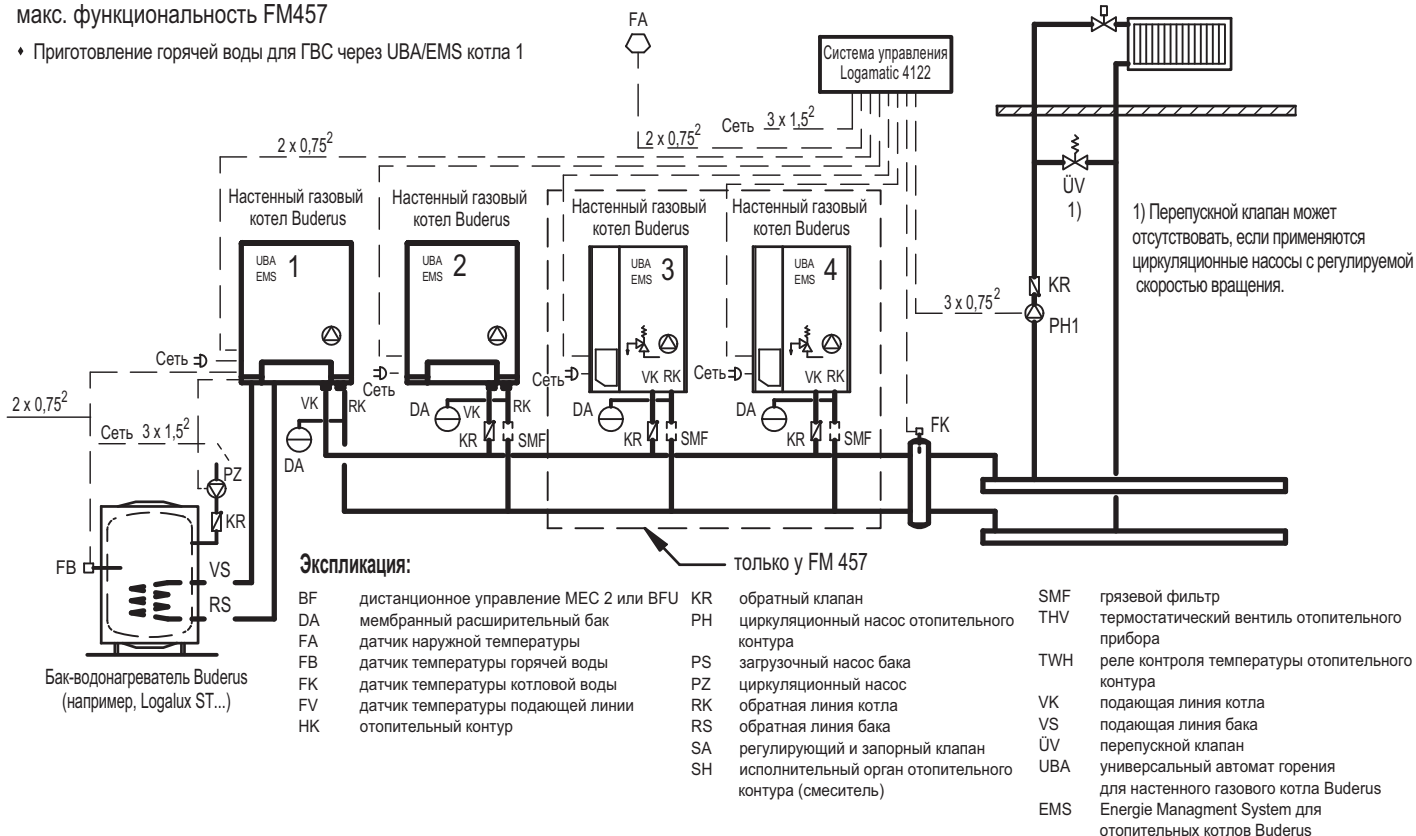 макс. функциональность FM457
• Приготовление горячей воды для ГВС через UBA/EMS котла 1
FA
Система управления
Logamatic 4122
2 x 0,75²
2 x 0,75²
Сеть 3 x 1,5²
Настенный газовый
котел Buderus
Настенный газовый
котел Buderus
Настенный газовый
котел Buderus
Настенный газовый
котел Buderus
UBA
EMS
1
UBA
EMS
2
UBA
EMS
3
UBA
EMS
4
ÜV
1)
1) Перепускной клапан может
отсутствовать, если применяются
циркуляционные насосы с регулируемой
скоростью вращения.
KR
PH1
3 x 0,75²
Сеть
Сеть
Сеть
Сеть
VK
RK
DA
DA
VK
RK
KR
SMF
DA
VK RK
KR
SMF
DA
VK RK
KR
SMF
FK
2 x 0,75²
Сеть 3 x 1,5²
PZ
KR
FB
VS
RS
Бак-водонагреватель Buderus
(например, Logalux ST...)
только у FM 457
Экспликация:
BF дистанционное управление MEC 2 или BFU
DA мембранный расширительный бак
FA датчик наружной температуры
FB датчик температуры горячей воды
FK датчик температуры котловой воды
FV датчик температуры подающей линии
HK отопительный контур
KR обратный клапан
PH циркуляционный насос отопительного
контура
PS загрузочный насос бака
PZ циркуляционный насос
RK обратная линия котла
RS обратная линия бака
SA регулирующий и запорный клапан
SH исполнительный орган отопительного
контура (смеситель)
SMF грязевой фильтр
THV термостатический вентиль отопительного
прибора
TWH реле контроля температуры отопительного
контура
VK подающая линия котла
VS подающая линия бака
ÜV перепускной клапан
UBA универсальный автомат горения
для настенного газового котла Buderus
EMS Energie Managment System для
отопительных котлов Buderus